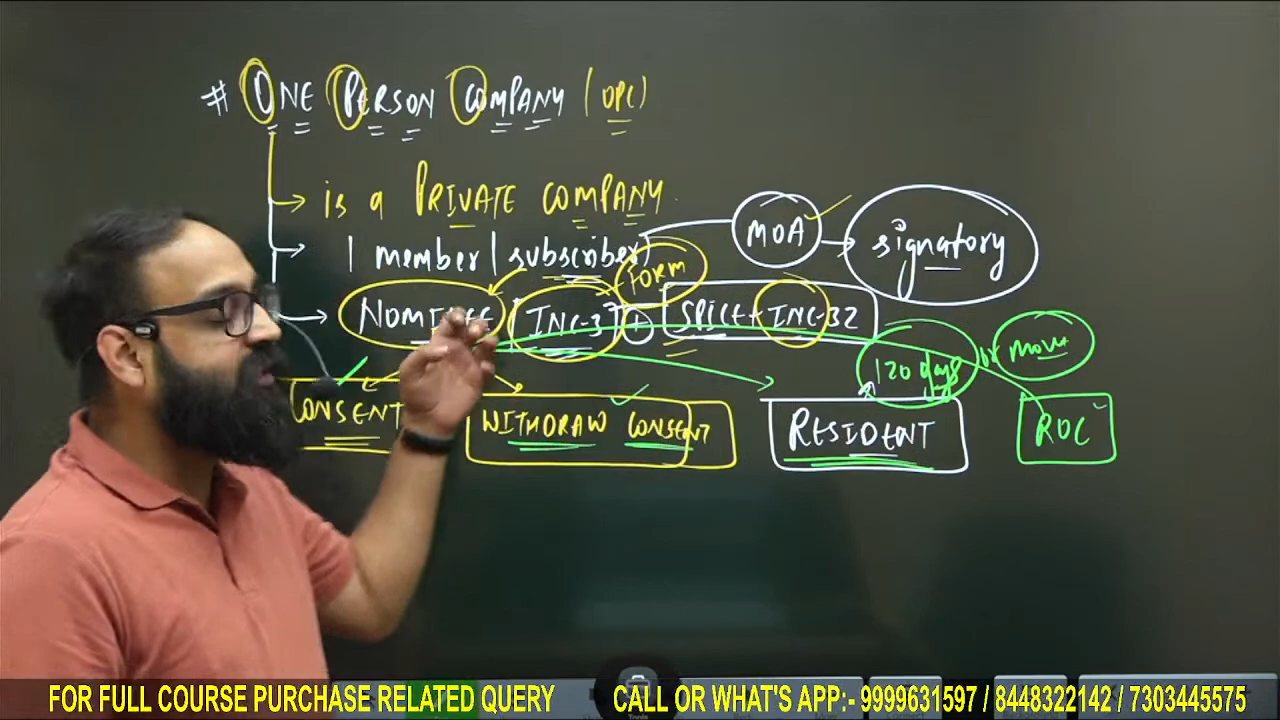 # ONE PERSON COMPANY (OPC)
is a PRIVATE COMPANY.
1 member (subscriber) MOA signatory
FORM
NOMINEE INC-3 + SPICE+ INC-32
120 days or more
CONSENT WITHDRAW CONSENT RESIDENT ROC
FOR FULL COURSE PURCHASE RELATED QUERY CALL OR WHAT'S APP:- 9999631597 / 8448322142 / 7303445575